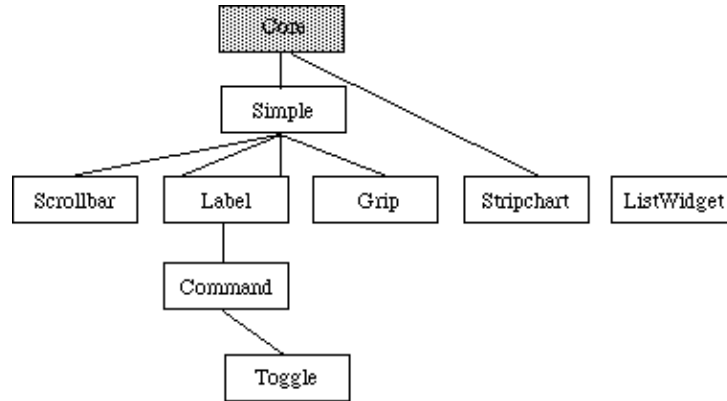 Core
Simple
Scrollbar
Label
Grip
Stripchart
ListWidget
Command
Toggle